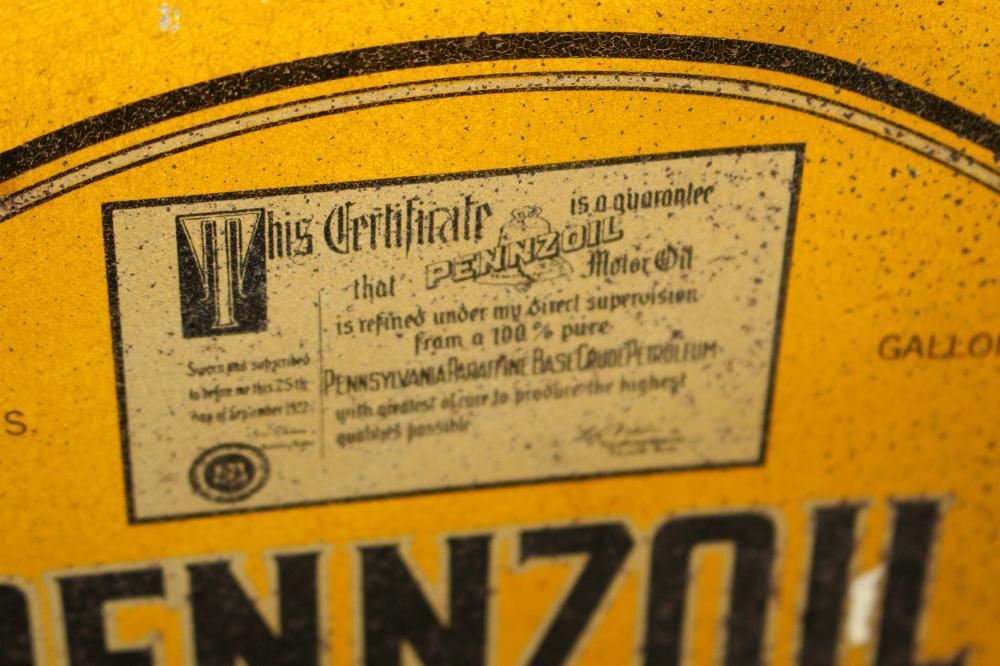 This Certificate is a guarantee
that PENNZOIL Motor Oil
is refined under my direct supervision
from a 100% pure
PENNSYLVANIA PARAFFINE BASE CRUDE PETROLEUM
with greatest of care to produce the highest
qualities possible
Sworn and subscribed
to before me this 25th
day of September 1922
S.
GALLO
PENNZOIL